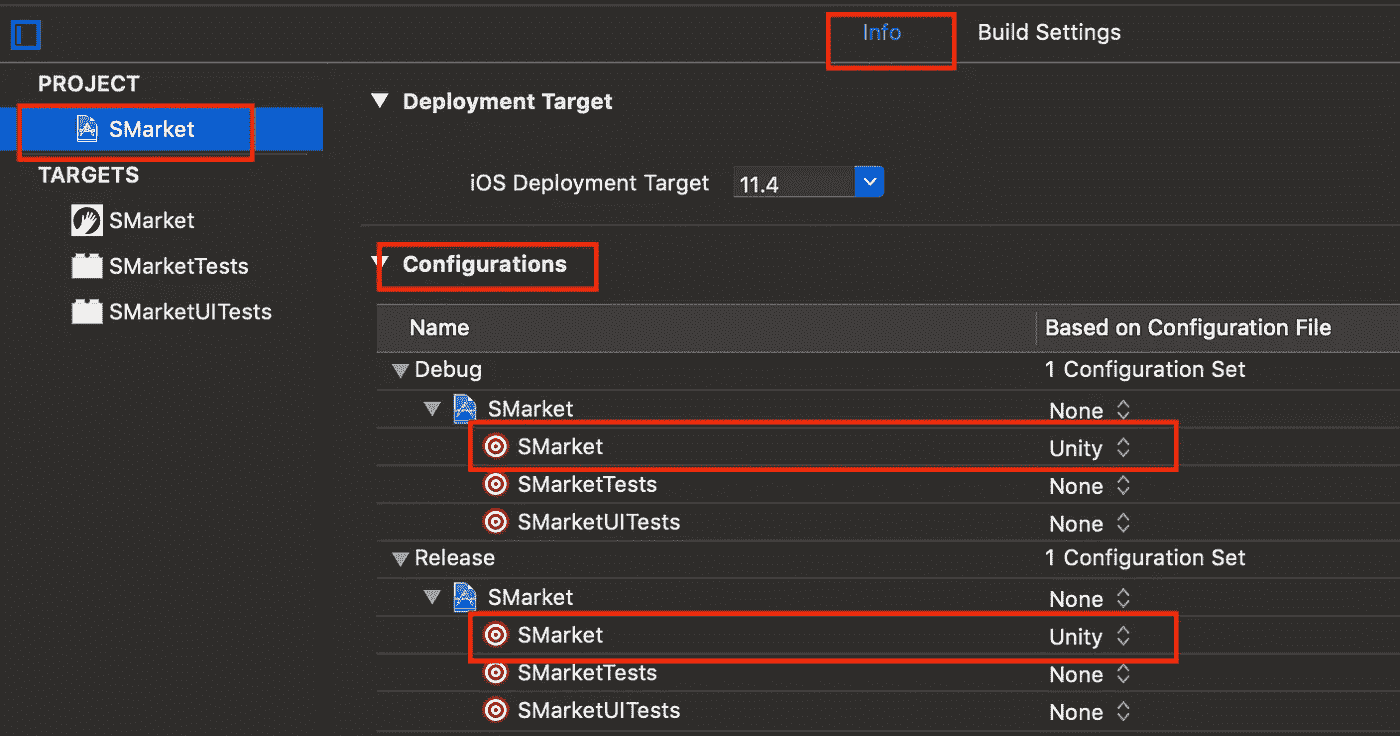 Info Build Settings
PROJECT
SMarket
TARGETS
SMarket
SMarketTests
SMarketUITests
Deployment Target
iOS Deployment Target 11.4
Configurations
Name Based on Configuration File
Debug 1 Configuration Set
SMarket None
SMarket Unity
SMarketTests None
SMarketUITests None
Release 1 Configuration Set
SMarket None
SMarket Unity
SMarketTests None
SMarketUITests None